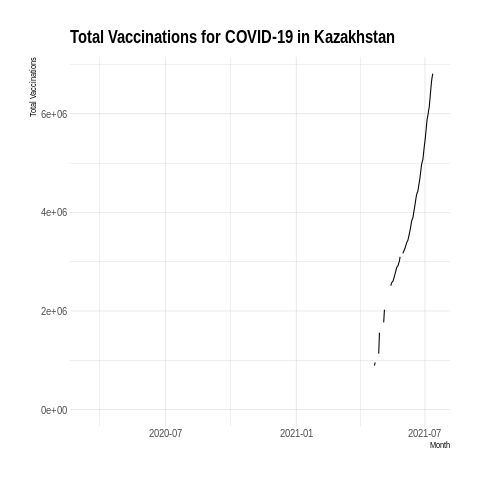 Total Vaccinations for COVID-19 in Kazakhstan
Total Vaccinations
6e+06
4e+06
2e+06
0e+00
2020-07 2021-01 2021-07
Month